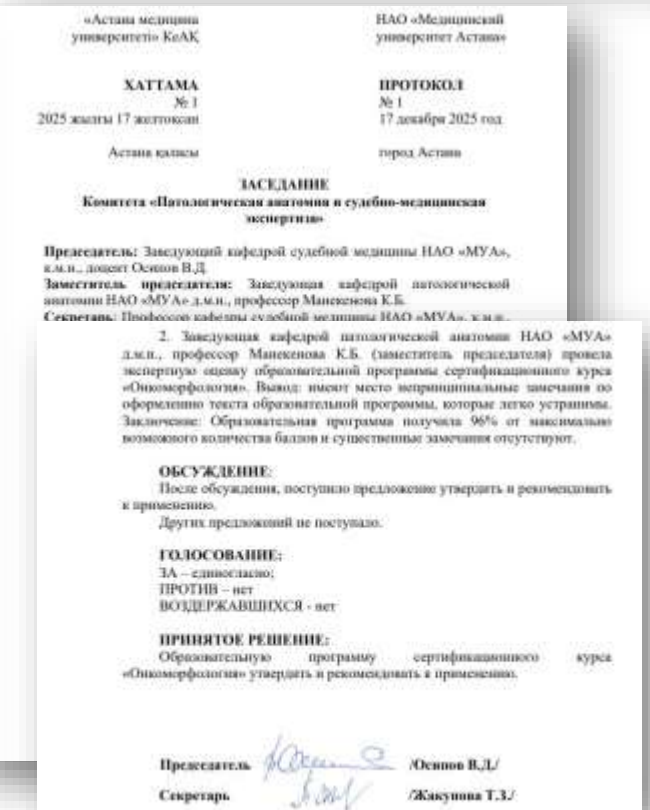 «Астана медицина
университеті» КеАҚ
НАО «Медицинский
университет Астана»
ХАТТАМА
№ 1
2025 жылғы 17 желтоқсан
Астана қаласы
ПРОТОКОЛ
№ 1
17 декабря 2025 год
город Астана
ЗАСЕДАНИЕ
Комитета «Патологическая анатомия и судебно-медицинская
экспертиза»
Председатель: Заведующий кафедрой судебной медицины НАО «МУА»,
к.м.н., доцент Осипов В.Д.
Заместитель председателя: Заведующая кафедрой патологической
анатомии НАО «МУА» д.м.н., профессор Манекенова К.Б.
Секретарь: Профессор кафедры судебной медицины НАО «МУА», к.м.н.,
2. Заведующая кафедрой патологической анатомии НАО «МУА»
д.м.н., профессор Манекенова К.Б. (заместитель председателя) провела
экспертную оценку образовательной программы сертификационного курса
«Онкоморфология». Вывод: имеют место непринципиальные замечания по
оформлению текста образовательной программы, которые легко устранимы.
Заключение: Образовательная программа получила 96% от максимально
возможного количества баллов и существенные замечания отсутствуют.
ОБСУЖДЕНИЕ:
После обсуждения, поступило предложение утвердить и рекомендовать
к применению.
Других предложений не поступало.
ГОЛОСОВАНИЕ:
ЗА – единогласно;
ПРОТИВ – нет
ВОЗДЕРЖАВШИХСЯ - нет
ПРИНЯТОЕ РЕШЕНИЕ:
Образовательную программу сертификационного курса
«Онкоморфология» утвердить и рекомендовать к применению.
Председатель /Осипов В.Д./
Секретарь /Жакупова Т.З./